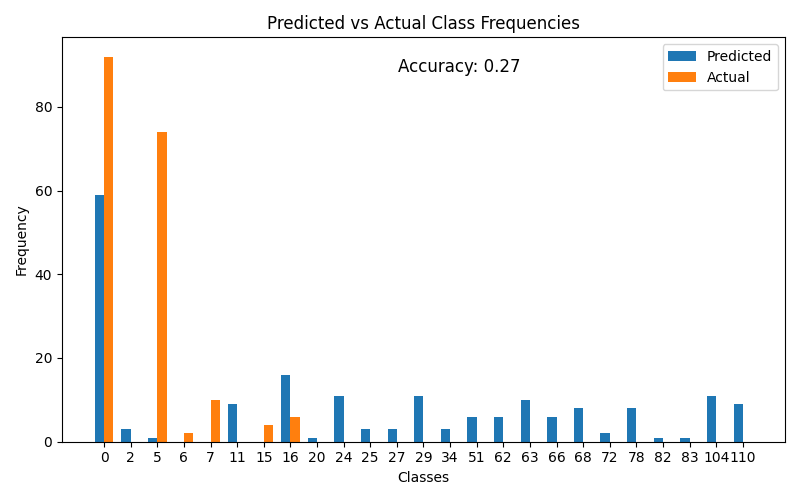 Predicted vs Actual Class Frequencies
Accuracy: 0.27
Predicted
Actual
Frequency
80
60
40
20
0
0 2 5 6 7 11 15 16 20 24 25 27 29 34 51 62 63 66 68 72 78 82 83 104 110
Classes